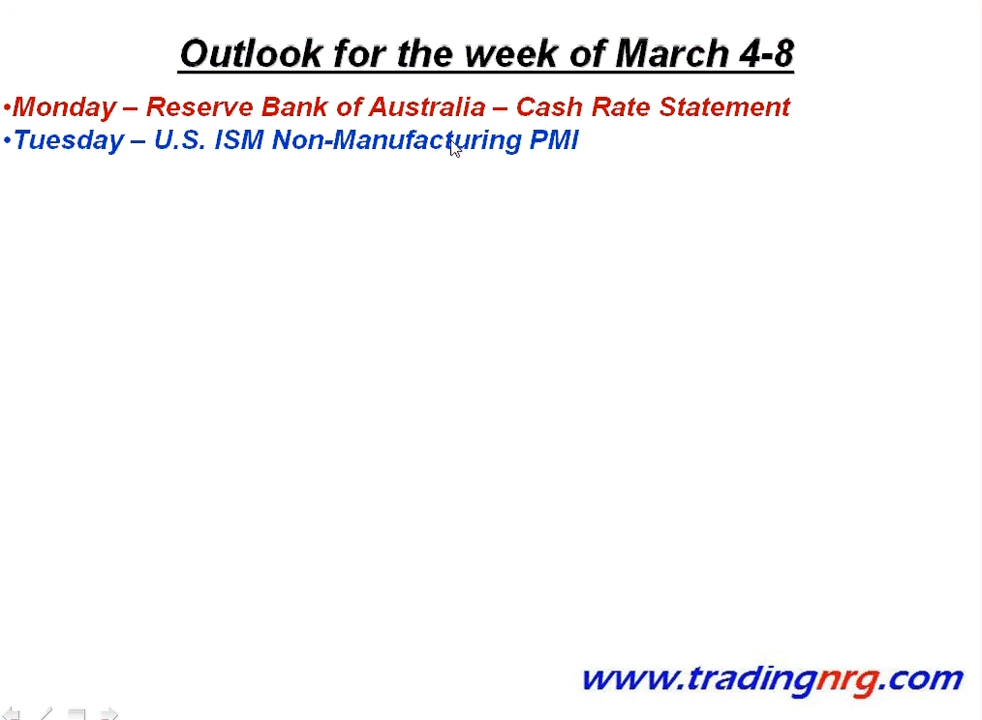 Outlook for the week of March 4-8
•Monday – Reserve Bank of Australia – Cash Rate Statement
•Tuesday – U.S. ISM Non-Manufacturing PMI
www.tradingnrg.com